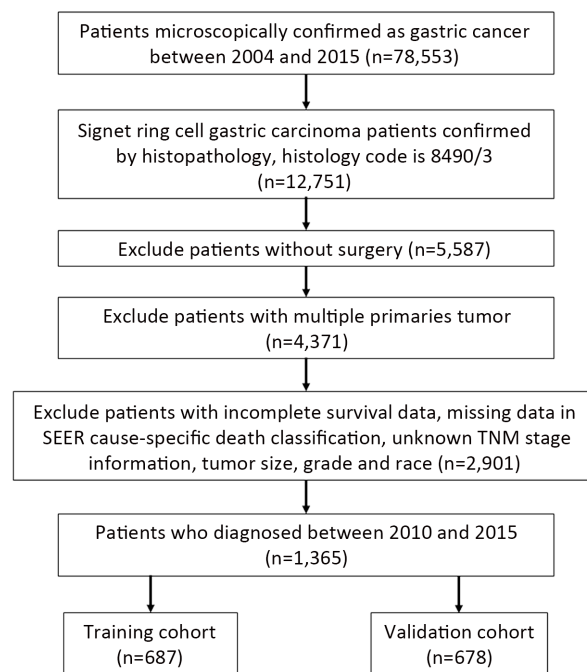 Patients microscopically confirmed as gastric cancer
between 2004 and 2015 (n=78,553)
Signet ring cell gastric carcinoma patients confirmed
by histopathology, histology code is 8490/3
(n=12,751)
Exclude patients without surgery (n=5,587)
Exclude patients with multiple primaries tumor
(n=4,371)
Exclude patients with incomplete survival data, missing data in
SEER cause-specific death classification, unknown TNM stage
information, tumor size, grade and race (n=2,901)
Patients who diagnosed between 2010 and 2015
(n=1,365)
Training cohort
(n=687)
Validation cohort
(n=678)